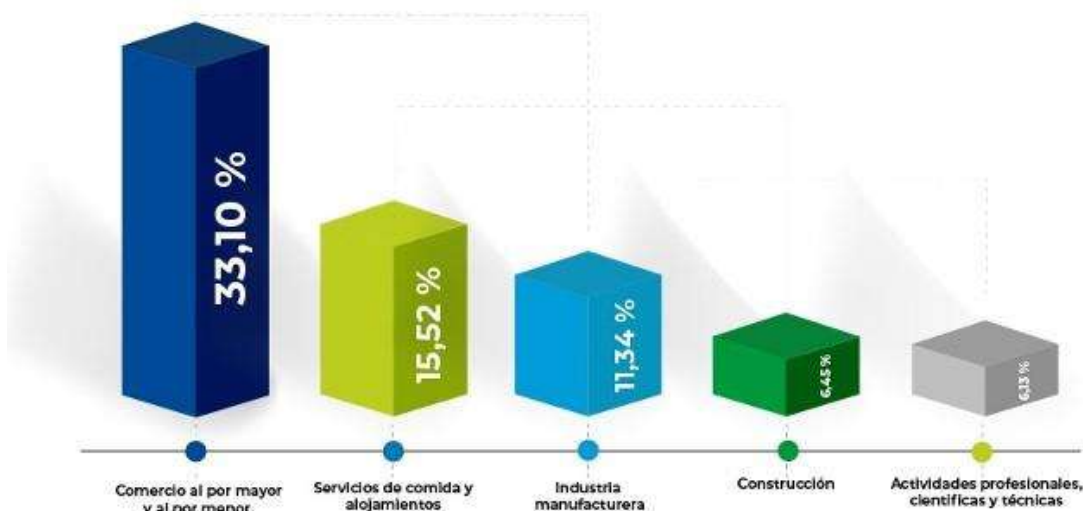 33,10 %
15,52 %
11,34 %
6,45 %
6,13 %
Comercio al por mayor
y al por menor
Servicios de comida y
alojamientos
Industria
manufacturera
Construcción
Actividades profesionales,
científicas y técnicas